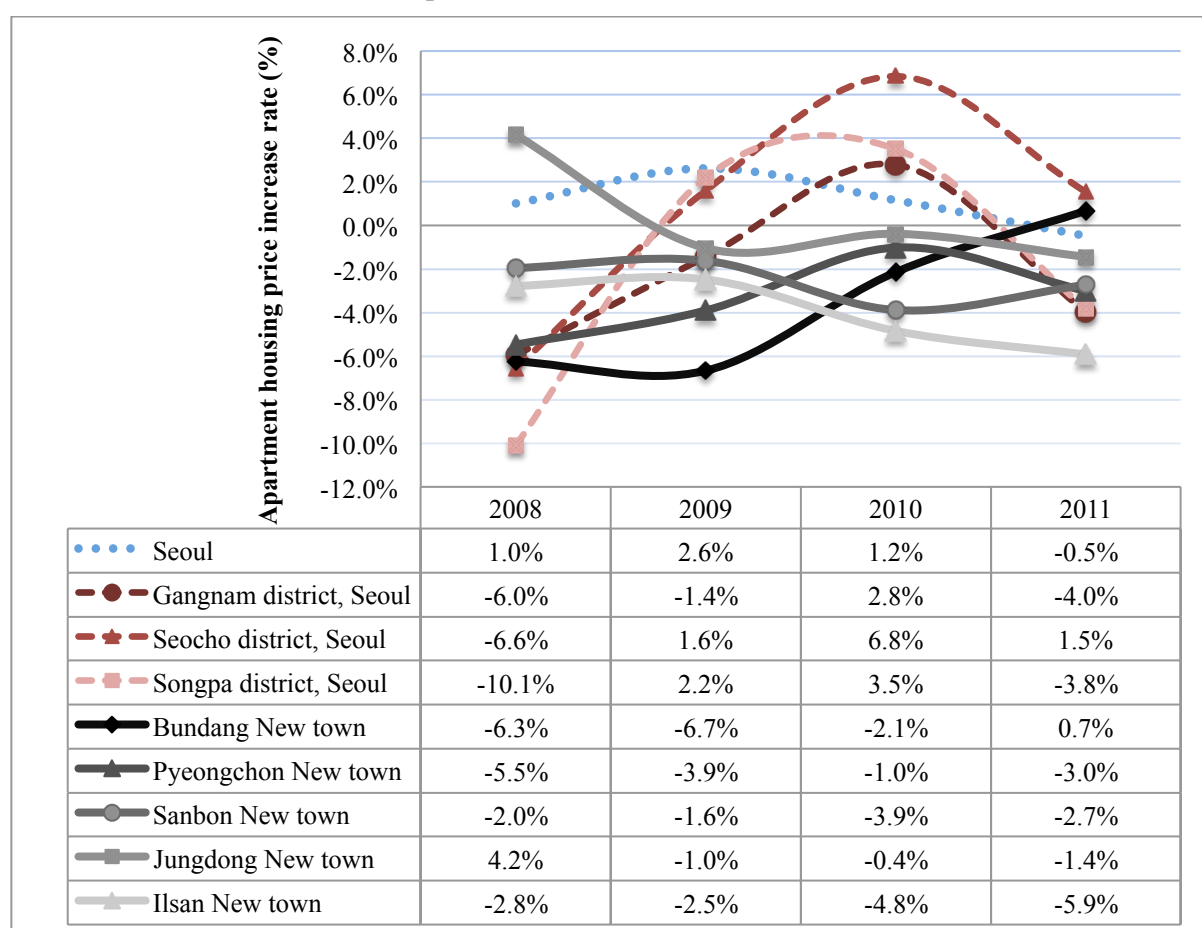 Apartment housing price increase rate (%)
8.0%
6.0%
4.0%
2.0%
0.0%
-2.0%
-4.0%
-6.0%
-8.0%
-10.0%
-12.0%
2008 2009 2010 2011
Seoul 1.0% 2.6% 1.2% -0.5%
Gangnam district, Seoul -6.0% -1.4% 2.8% -4.0%
Seocho district, Seoul -6.6% 1.6% 6.8% 1.5%
Songpa district, Seoul -10.1% 2.2% 3.5% -3.8%
Bundang New town -6.3% -6.7% -2.1% 0.7%
Pyeongchon New town -5.5% -3.9% -1.0% -3.0%
Sanbon New town -2.0% -1.6% -3.9% -2.7%
Jungdong New town 4.2% -1.0% -0.4% -1.4%
Ilsan New town -2.8% -2.5% -4.8% -5.9%